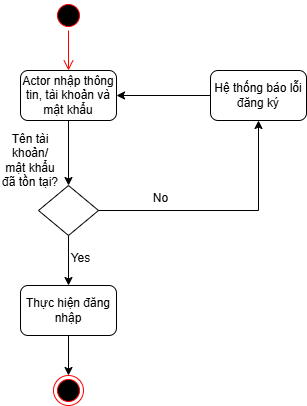 Actor nhập thông
tin, tài khoản và
mật khẩu
Hệ thống báo lỗi
đăng ký
Tên tài
khoản/
mật khẩu
đã tồn tại?
No
Yes
Thực hiện đăng
nhập